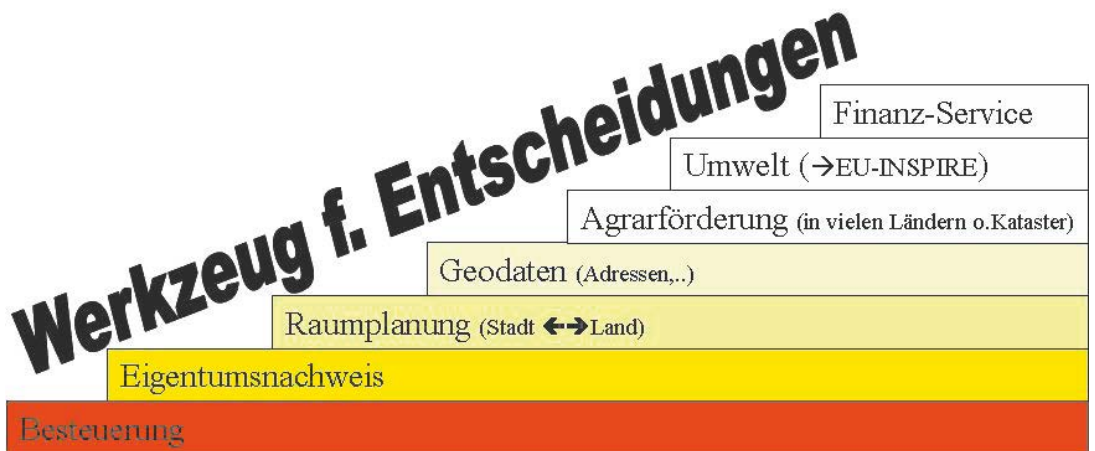 Werkzeug f. Entscheidungen
Finanz-Service
Umwelt (→EU-INSPIRE)
Agrarförderung (in vielen Ländern o.Kataster)
Geodaten (Adressen,..)
Raumplanung (Stadt ←→Land)
Eigentumsnachweis
Besteuerung